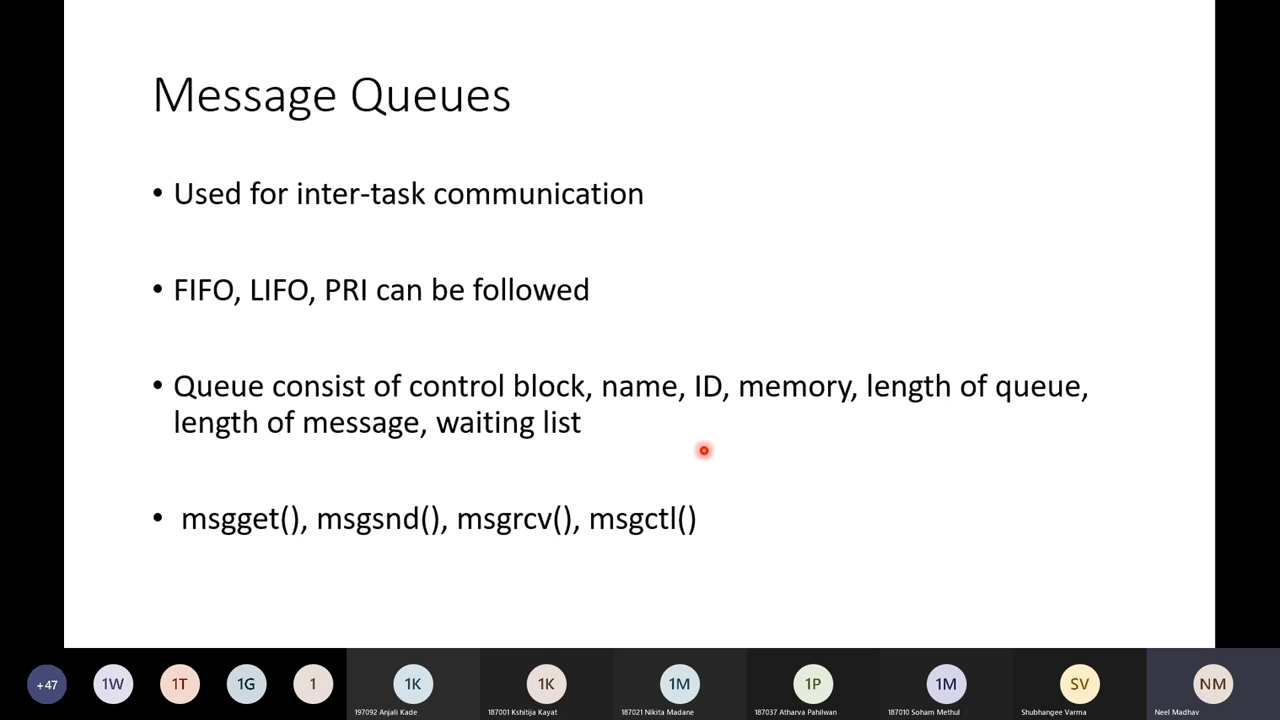 Message Queues
• Used for inter-task communication
• FIFO, LIFO, PRI can be followed
• Queue consist of control block, name, ID, memory, length of queue,
length of message, waiting list
• msgget(), msgsnd(), msgrcv(), msgctl()
+47
1W
1T
1G
1
1K
1K
1M
1P
1M
SV
NM
197092 Anjali Kade
187001 Kshitija Kayat
187021 Nikita Madane
187037 Atharva Pahilwan
187010 Soham Methul
Shubhangee Varma
Neel Madhav